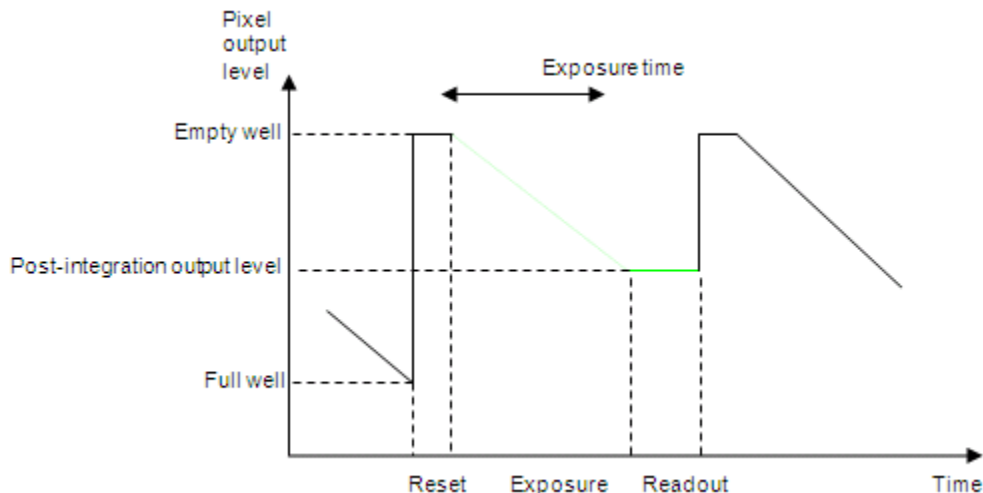 Pixel
output
level
Exposure time
Empty well
Post-integration output level
Full well
Reset
Exposure
Readout
Time